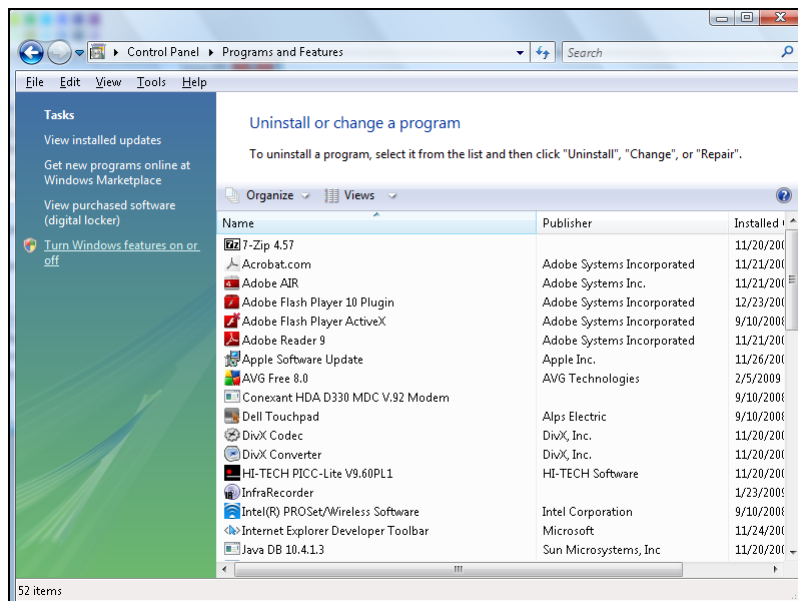 Control Panel ▸ Programs and Features
Search
File Edit View Tools Help
Tasks
View installed updates
Get new programs online at
Windows Marketplace
View purchased software
(digital locker)
Turn Windows features on or
off
Uninstall or change a program
To uninstall a program, select it from the list and then click "Uninstall", "Change", or "Repair".
Organize Views
Name Publisher Installed
7-Zip 4.57 11/20/200
Acrobat.com Adobe Systems Incorporated 11/21/200
Adobe AIR Adobe Systems Inc. 11/21/200
Adobe Flash Player 10 Plugin Adobe Systems Incorporated 12/23/200
Adobe Flash Player ActiveX Adobe Systems Incorporated 9/10/2008
Adobe Reader 9 Adobe Systems Incorporated 11/21/200
Apple Software Update Apple Inc. 11/26/200
AVG Free 8.0 AVG Technologies 2/5/2009
Conexant HDA D330 MDC V.92 Modem 9/10/2008
Dell Touchpad Alps Electric 9/10/2008
DivX Codec DivX, Inc. 11/20/200
DivX Converter DivX, Inc. 11/20/200
HI-TECH PICC-Lite V9.60PL1 HI-TECH Software 11/20/200
InfraRecorder 1/23/2009
Intel(R) PROSet/Wireless Software Intel Corporation 9/10/2008
Internet Explorer Developer Toolbar Microsoft 11/24/200
Java DB 10.4.1.3 Sun Microsystems, Inc 11/20/200
52 items